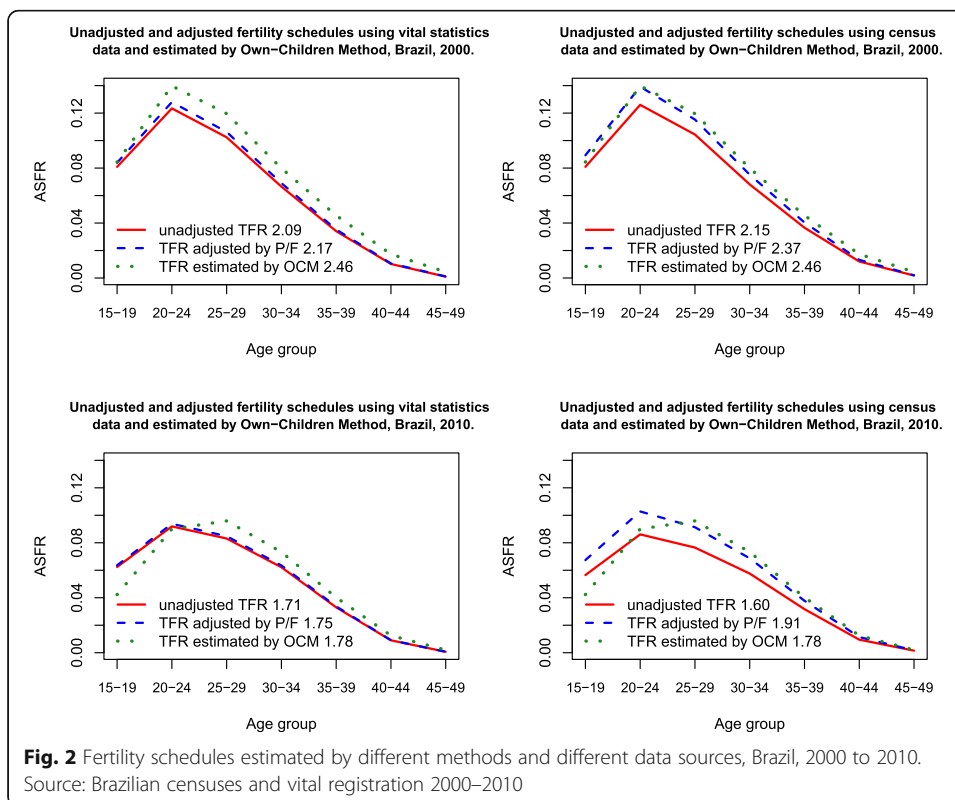 Unadjusted and adjusted fertility schedules using vital statistics
data and estimated by Own−Children Method, Brazil, 2000.
ASFR
0.12
0.08
0.04
0.00
unadjusted TFR 2.09
TFR adjusted by P/F 2.17
TFR estimated by OCM 2.46
15−19 20−24 25−29 30−34 35−39 40−44 45−49
Age group
Unadjusted and adjusted fertility schedules using census
data and estimated by Own−Children Method, Brazil, 2000.
ASFR
0.12
0.08
0.04
0.00
unadjusted TFR 2.15
TFR adjusted by P/F 2.37
TFR estimated by OCM 2.46
15−19 20−24 25−29 30−34 35−39 40−44 45−49
Age group
Unadjusted and adjusted fertility schedules using vital statistics
data and estimated by Own−Children Method, Brazil, 2010.
ASFR
0.12
0.08
0.04
0.00
unadjusted TFR 1.71
TFR adjusted by P/F 1.75
TFR estimated by OCM 1.78
15−19 20−24 25−29 30−34 35−39 40−44 45−49
Age group
Unadjusted and adjusted fertility schedules using census
data and estimated by Own−Children Method, Brazil, 2010.
ASFR
0.12
0.08
0.04
0.00
unadjusted TFR 1.60
TFR adjusted by P/F 1.91
TFR estimated by OCM 1.78
15−19 20−24 25−29 30−34 35−39 40−44 45−49
Age group
Fig. 2 Fertility schedules estimated by different methods and different data sources, Brazil, 2000 to 2010.
Source: Brazilian censuses and vital registration 2000–2010